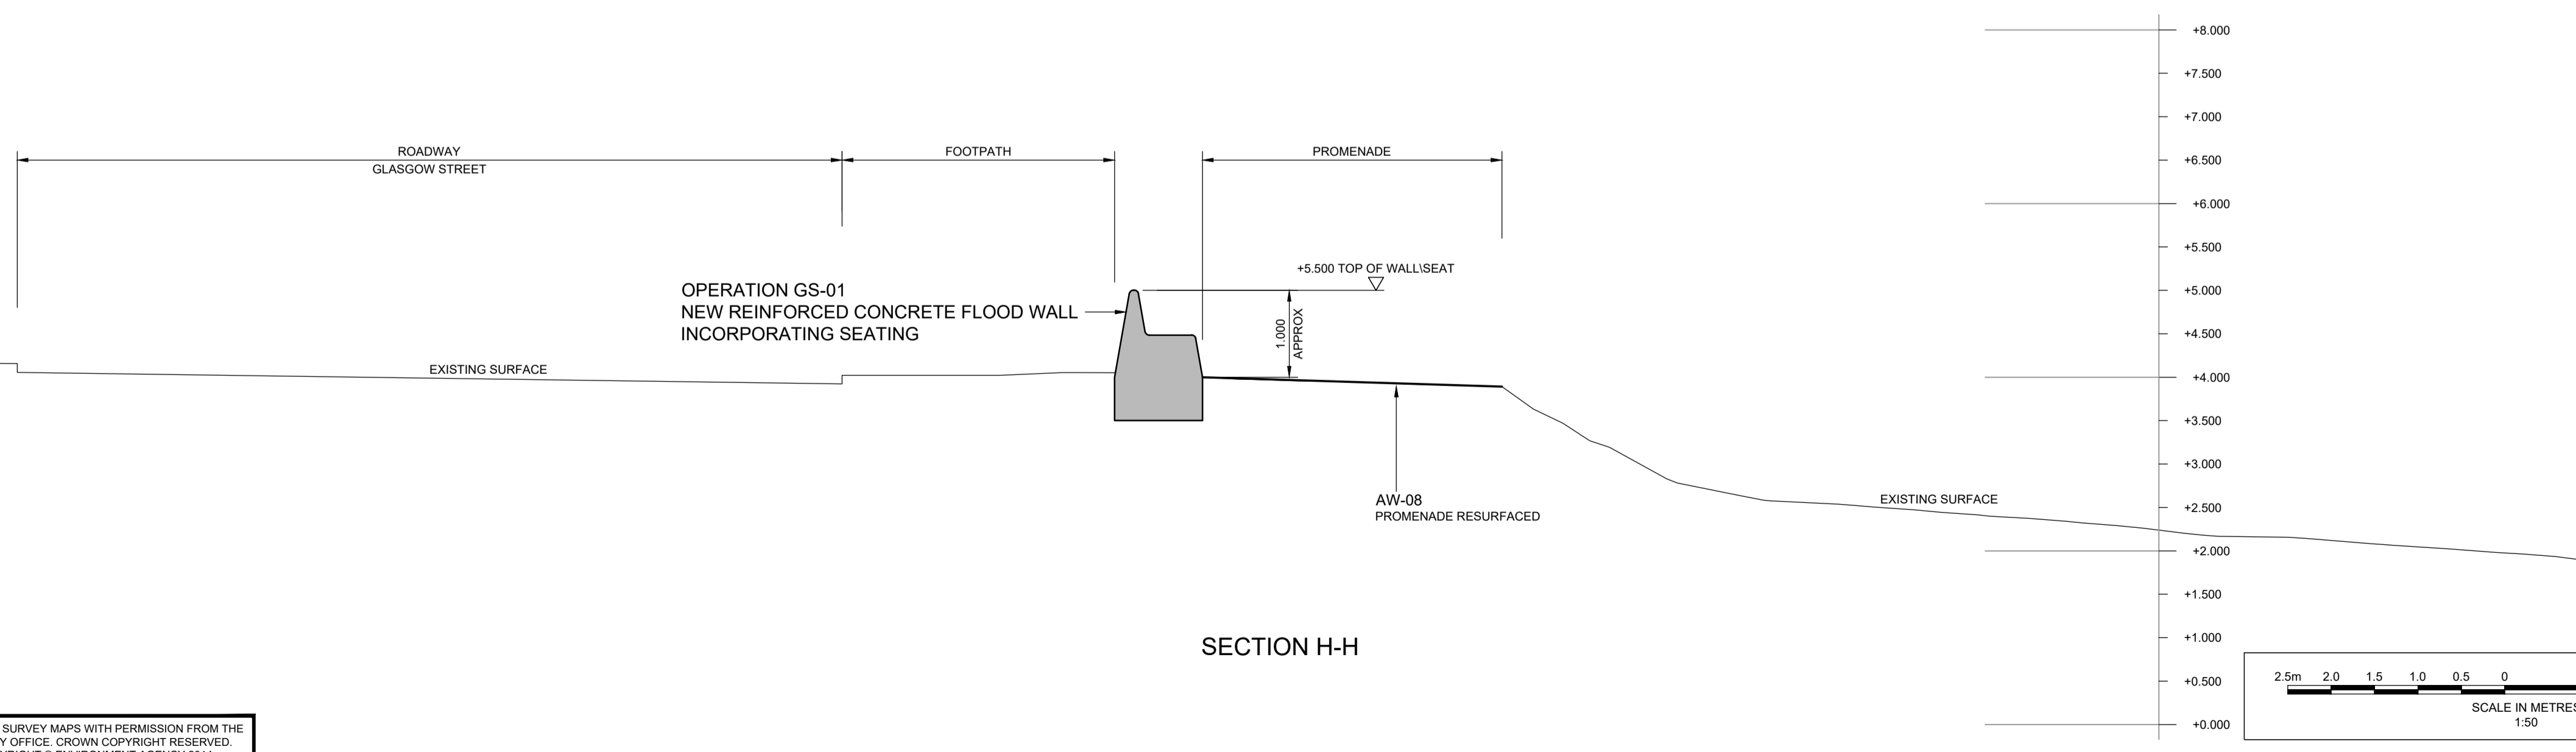 ROADWAY
GLASGOW STREET
FOOTPATH
PROMENADE
+5.500 TOP OF WALL\SEAT
OPERATION GS-01
NEW REINFORCED CONCRETE FLOOD WALL
INCORPORATING SEATING
1.000
APPROX
EXISTING SURFACE
AW-08
PROMENADE RESURFACED
EXISTING SURFACE
SECTION H-H
+8.000
+7.500
+7.000
+6.500
+6.000
+5.500
+5.000
+4.500
+4.000
+3.500
+3.000
+2.500
+2.000
+1.500
+1.000
+0.500
+0.000
2.5m 2.0 1.5 1.0 0.5 0
SCALE IN METRES
1:50
SURVEY MAPS WITH PERMISSION FROM THE
Y OFFICE. CROWN COPYRIGHT RESERVED.